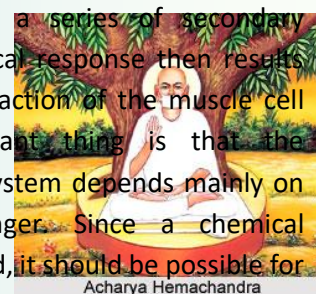 a series of secondary
cal response then results
action of the muscle cell
ant thing is that the
ystem depends mainly on
nger. Since a chemical
d, it should be possible for
Acharya Hemachandra